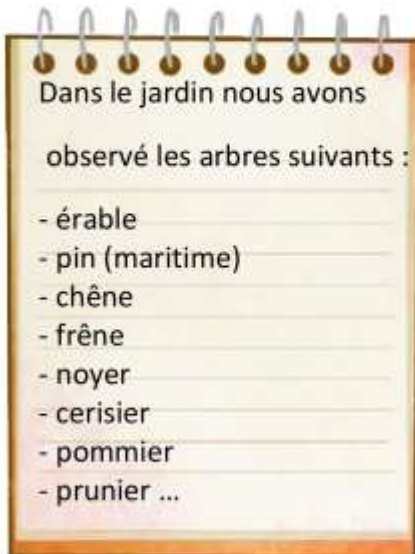 Dans le jardin nous avons
observé les arbres suivants :
- érable
- pin (maritime)
- chêne
- frêne
- noyer
- cerisier
- pommier
- prunier ...